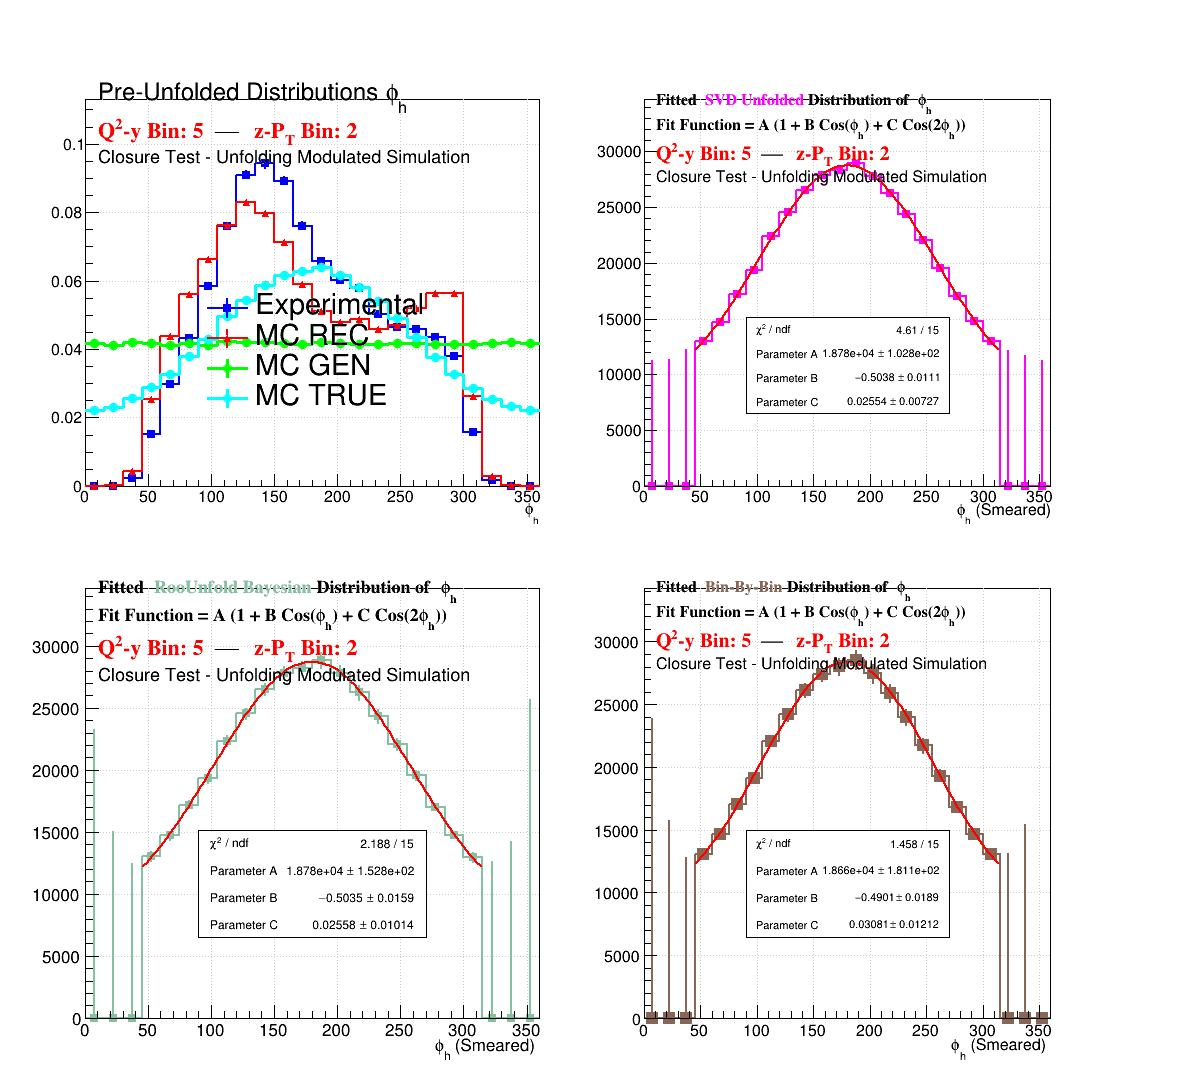 Pre-Unfolded Distributions ϕh
Q²-y Bin: 5 — z-PT Bin: 2
Closure Test - Unfolding Modulated Simulation
0.1
0.08
0.06
0.04
0.02
0
Experimental
MC REC
MC GEN
MC TRUE
0 50 100 150 200 250 300 350
ϕh
Fitted SVD Unfolded Distribution of ϕh
Fit Function = A (1 + B Cos(ϕh) + C Cos(2ϕh))
Q²-y Bin: 5 — z-PT Bin: 2
Closure Test - Unfolding Modulated Simulation
30000
25000
20000
15000
10000
5000
0
χ² / ndf 4.61 / 15
Parameter A 1.878e+04 ± 1.028e+02
Parameter B −0.5038 ± 0.0111
Parameter C 0.02554 ± 0.00727
0 50 100 150 200 250 300 350
ϕh (Smeared)
Fitted RooUnfold Bayesian Distribution of ϕh
Fit Function = A (1 + B Cos(ϕh) + C Cos(2ϕh))
Q²-y Bin: 5 — z-PT Bin: 2
Closure Test - Unfolding Modulated Simulation
30000
25000
20000
15000
10000
5000
0
χ² / ndf 2.188 / 15
Parameter A 1.878e+04 ± 1.528e+02
Parameter B −0.5035 ± 0.0159
Parameter C 0.02558 ± 0.01014
0 50 100 150 200 250 300 350
ϕh (Smeared)
Fitted Bin-By-Bin Distribution of ϕh
Fit Function = A (1 + B Cos(ϕh) + C Cos(2ϕh))
Q²-y Bin: 5 — z-PT Bin: 2
Closure Test - Unfolding Modulated Simulation
30000
25000
20000
15000
10000
5000
0
χ² / ndf 1.458 / 15
Parameter A 1.866e+04 ± 1.811e+02
Parameter B −0.4901 ± 0.0189
Parameter C 0.03081 ± 0.01212
0 50 100 150 200 250 300 350
ϕh (Smeared)